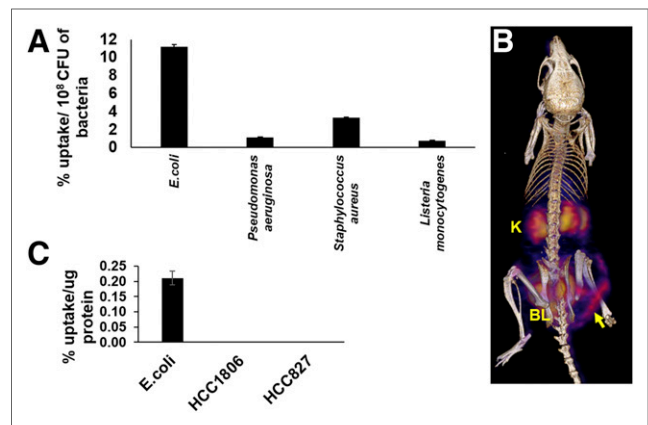 A
% uptake/ 10⁸ CFU of
bacteria
12
10
8
6
4
2
0
E.coli
Pseudomonas
aeruginosa
Staphylococcus
aureus
Listeria
monocytogenes
B
K
BL
C
% uptake/ug
protein
0.25
0.20
0.15
0.10
0.05
0.00
E.coli
HCC1806
HCC827